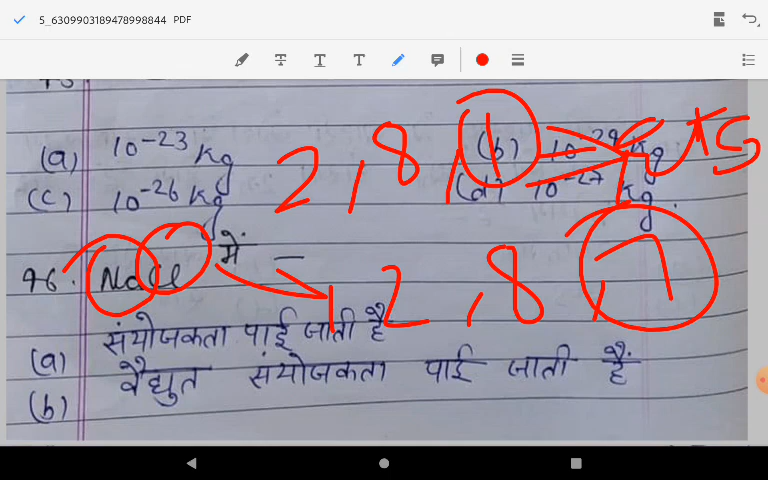 5_6309903189478998844 PDF
(a) 10⁻²³ kg (b) 10⁻²⁹ kg
2,8,1
(c) 10⁻²⁶ kg (d) 10⁻²⁷ kg.
96. NaCl में —
2,8,7
(a) संयोजकता पाई जाती है
(b) वैद्युत संयोजकता पाई जाती हैं